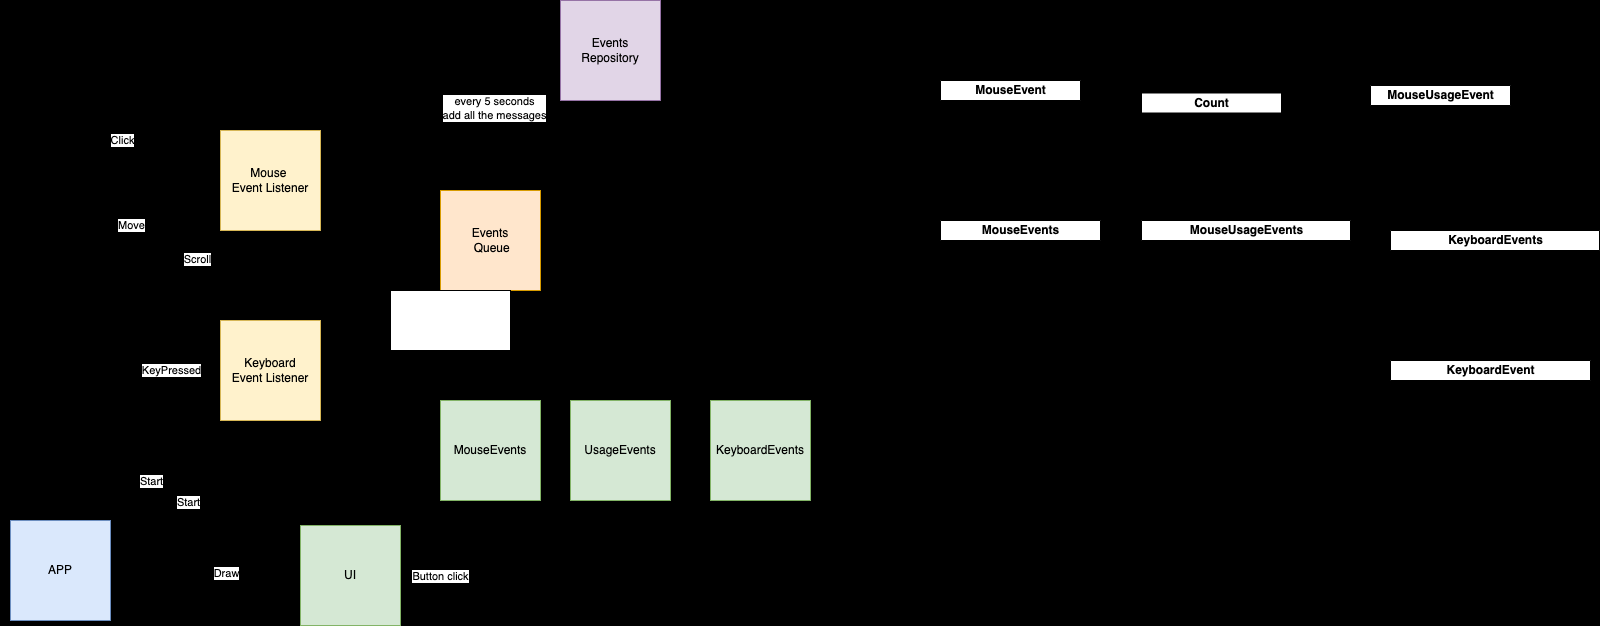 Events
Repository
every 5 seconds
add all the messages
MouseEvent
Count
MouseUsageEvent
Click
Mouse
Event Listener
Move
Scroll
Events
Queue
MouseEvents
MouseUsageEvents
KeyboardEvents
Keyboard
Event Listener
KeyPressed
KeyboardEvent
MouseEvents
UsageEvents
KeyboardEvents
Start
Start
APP
Draw
UI
Button click